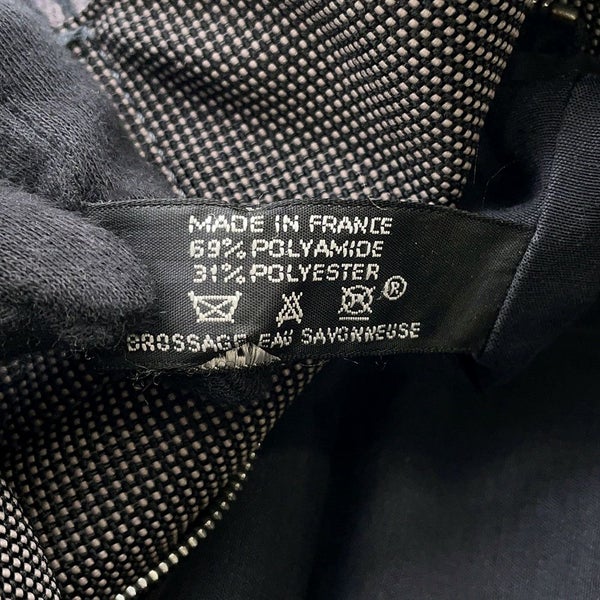 MADE IN FRANCE
69% POLYAMIDE
31% POLYESTER
®
BROSSAGE EAU SAVONNEUSE